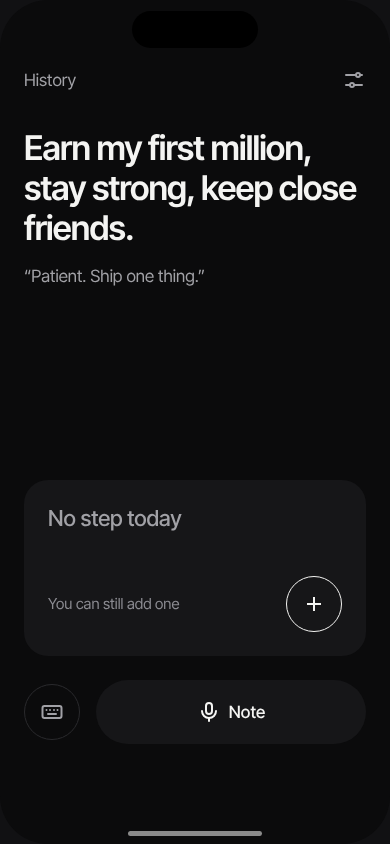 History
Earn my first million,
stay strong, keep close
friends.
“Patient. Ship one thing.”
No step today
You can still add one
Note